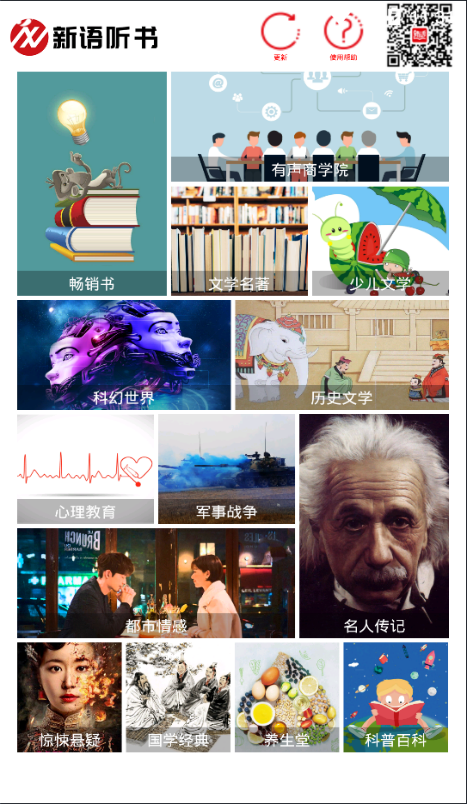 新语听书
更新
使用帮助
有声商学院
畅销书
文学名著
少儿文学
科幻世界
历史文学
心理教育
军事战争
都市情感
名人传记
惊悚悬疑
国学经典
养生堂
科普百科